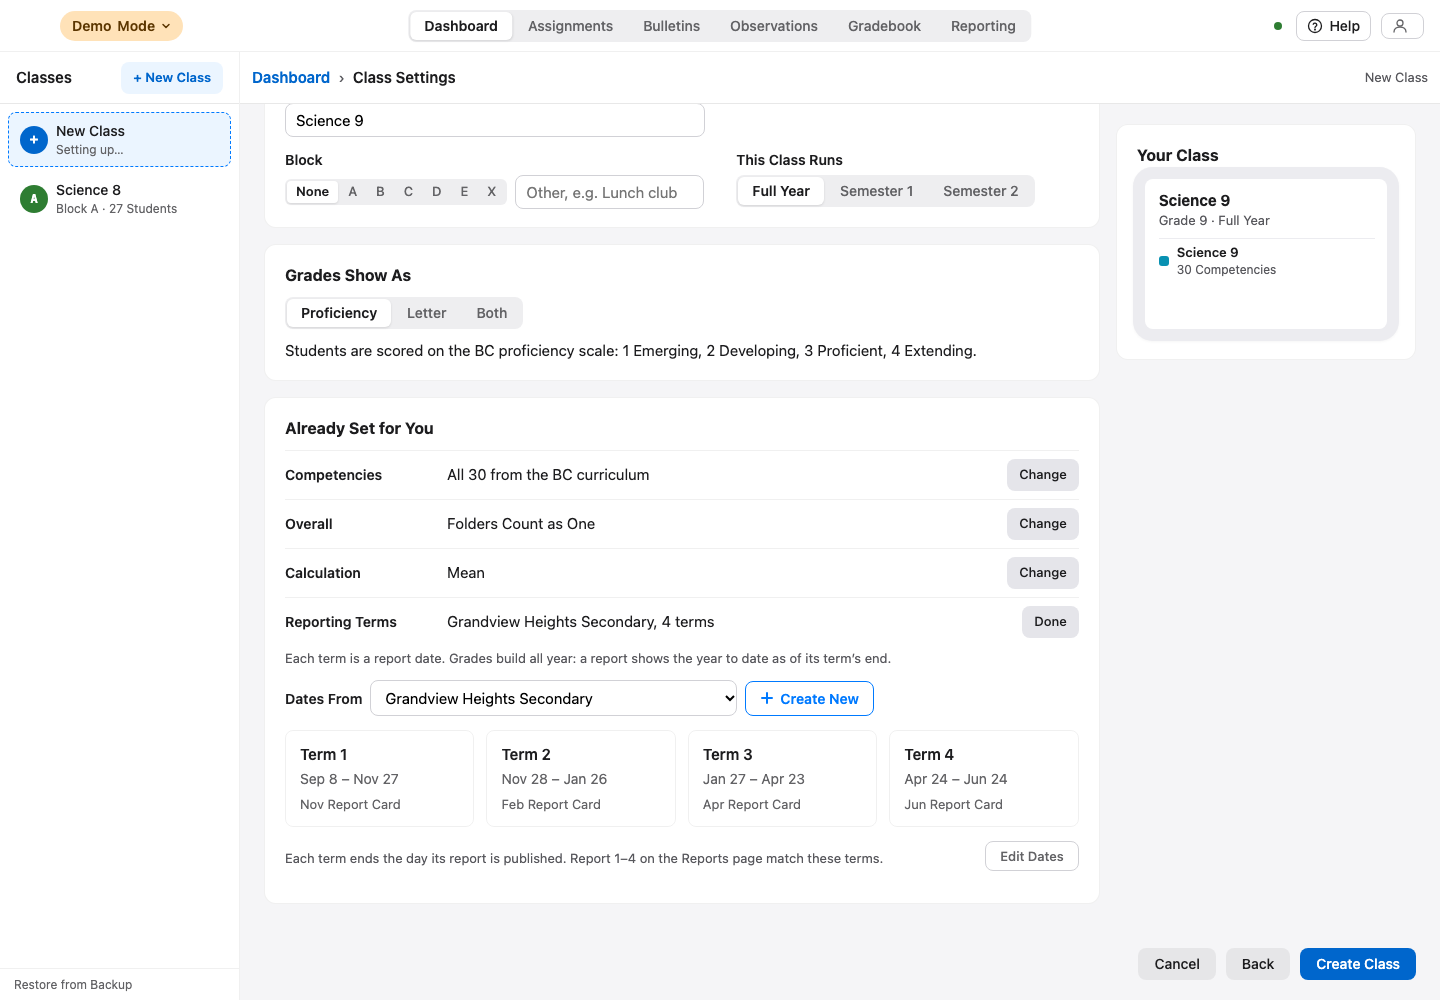 Demo Mode
Dashboard
Assignments
Bulletins
Observations
Gradebook
Reporting
Help
Classes
+ New Class
Dashboard › Class Settings
New Class
New Class
Setting up...
A
Science 8
Block A · 27 Students
Science 9
Block
None
A
B
C
D
E
X
Other, e.g. Lunch club
This Class Runs
Full Year
Semester 1
Semester 2
Your Class
Science 9
Grade 9 · Full Year
Science 9
30 Competencies
Grades Show As
Proficiency
Letter
Both
Students are scored on the BC proficiency scale: 1 Emerging, 2 Developing, 3 Proficient, 4 Extending.
Already Set for You
Competencies
All 30 from the BC curriculum
Change
Overall
Folders Count as One
Change
Calculation
Mean
Change
Reporting Terms
Grandview Heights Secondary, 4 terms
Done
Each term is a report date. Grades build all year: a report shows the year to date as of its term's end.
Dates From
Grandview Heights Secondary
+ Create New
Term 1
Sep 8 – Nov 27
Nov Report Card
Term 2
Nov 28 – Jan 26
Feb Report Card
Term 3
Jan 27 – Apr 23
Apr Report Card
Term 4
Apr 24 – Jun 24
Jun Report Card
Each term ends the day its report is published. Report 1–4 on the Reports page match these terms.
Edit Dates
Cancel
Back
Create Class
Restore from Backup